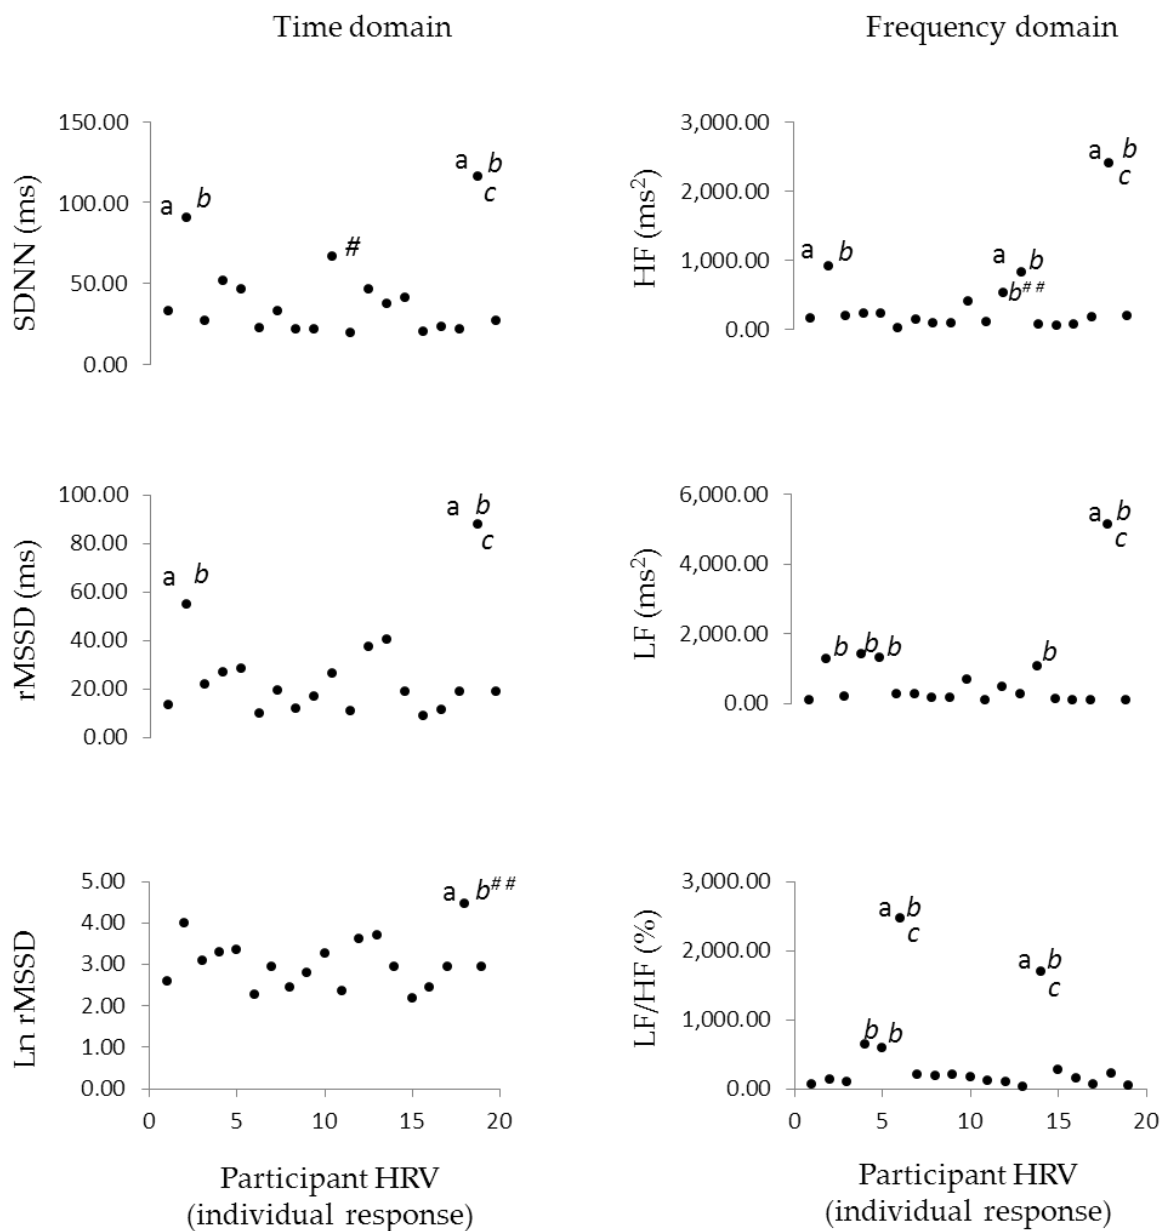 Time domain
Frequency domain
SDNN (ms)
150.00
100.00
50.00
0.00
a b
#
a b
c
HF (ms²)
3,000.00
2,000.00
1,000.00
0.00
a b
a b
b##
a b
c
rMSSD (ms)
100.00
80.00
60.00
40.00
20.00
0.00
a b
a b
c
LF (ms²)
6,000.00
4,000.00
2,000.00
0.00
b b b
b
a b
c
Ln rMSSD
5.00
4.00
3.00
2.00
1.00
0.00
a b##
0 5 10 15 20
Participant HRV
(individual response)
LF/HF (%)
3,000.00
2,000.00
1,000.00
0.00
a b
c
b b
a b
c
0 5 10 15 20
Participant HRV
(individual response)